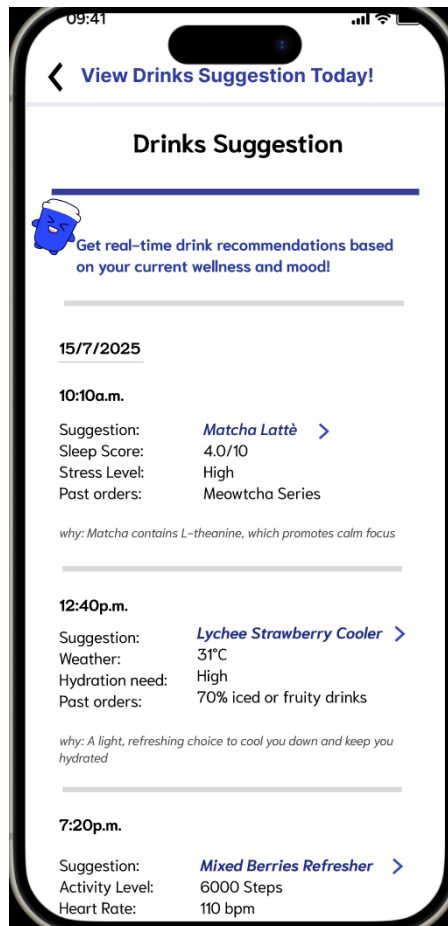 09:41
View Drinks Suggestion Today!
Drinks Suggestion
Get real-time drink recommendations based
on your current wellness and mood!
15/7/2025
10:10a.m.
Suggestion: Matcha Lattè
Sleep Score: 4.0/10
Stress Level: High
Past orders: Meowtcha Series
why: Matcha contains L-theanine, which promotes calm focus
12:40p.m.
Suggestion: Lychee Strawberry Cooler
Weather: 31°C
Hydration need: High
Past orders: 70% iced or fruity drinks
why: A light, refreshing choice to cool you down and keep you
hydrated
7:20p.m.
Suggestion: Mixed Berries Refresher
Activity Level: 6000 Steps
Heart Rate: 110 bpm